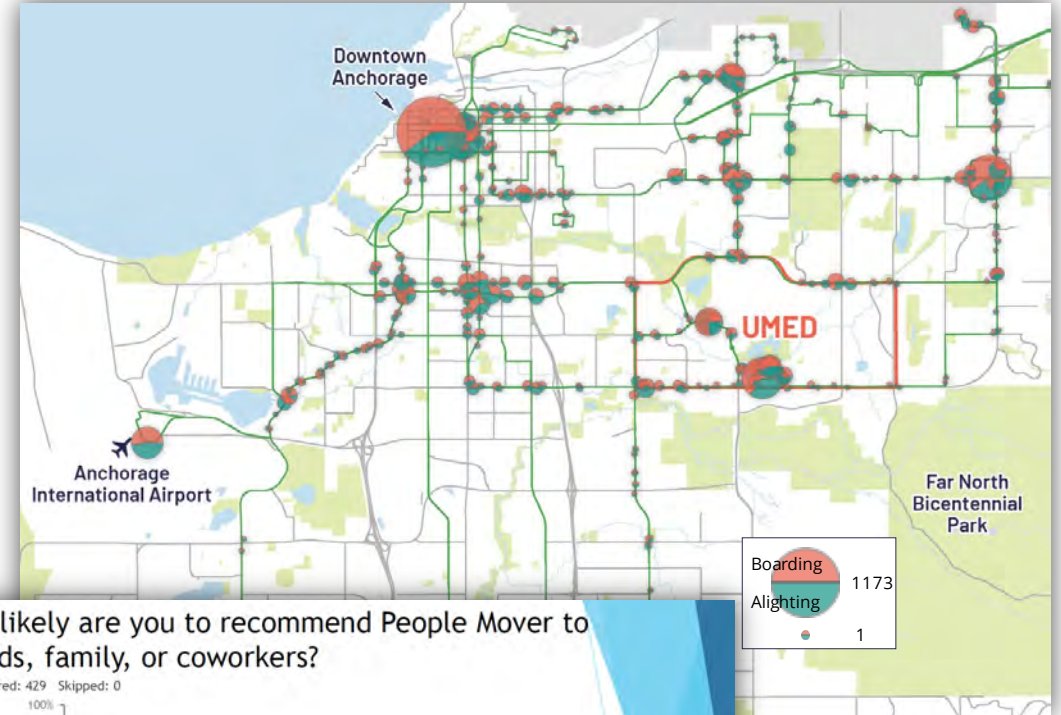 Downtown
Anchorage
UMED
Anchorage
International Airport
Far North
Bicentennial
Park
Boarding
Alighting
1173
1
likely are you to recommend People Mover to
ds, family, or coworkers?
red: 429 Skipped: 0
100%